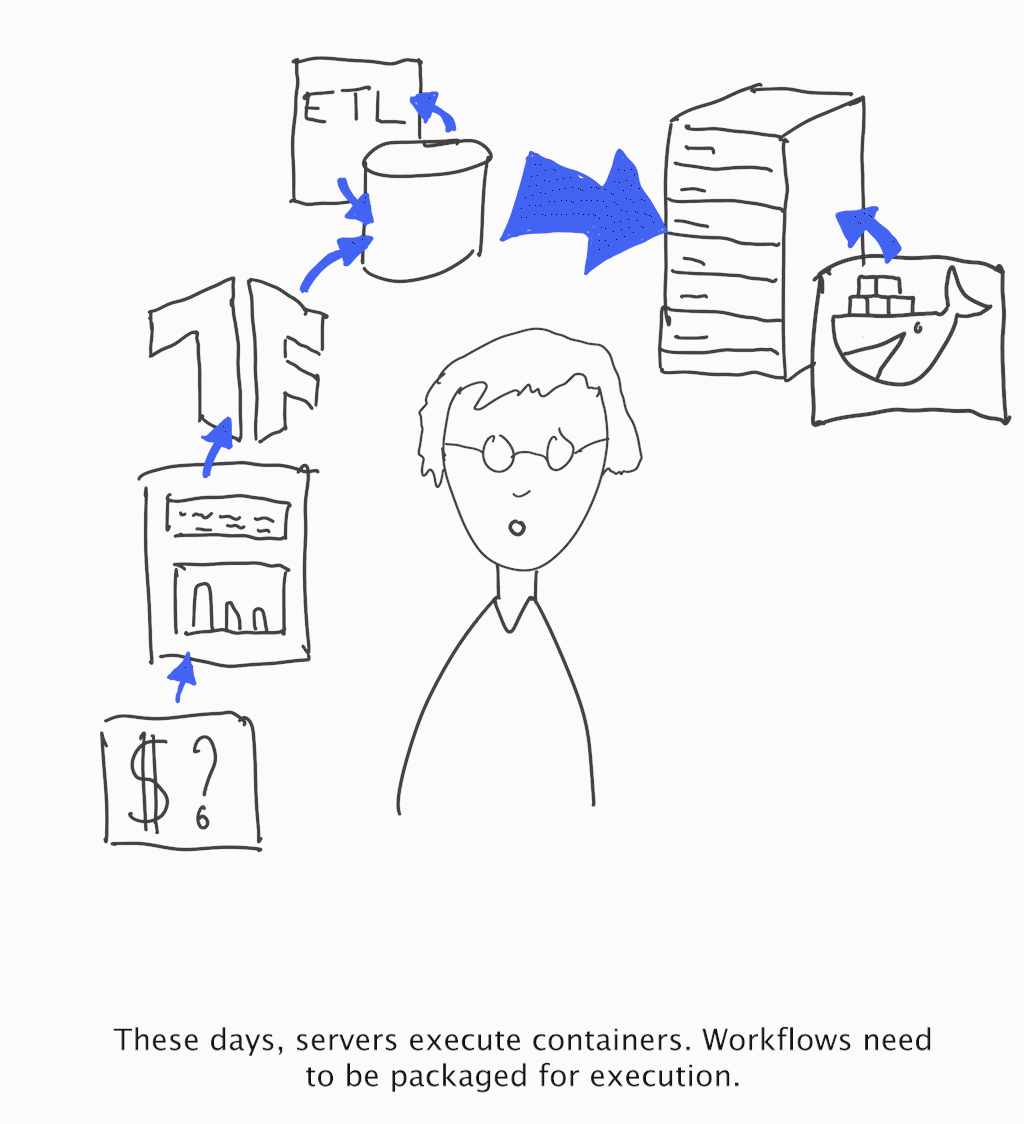 ETL
TF
$ ?
These days, servers execute containers. Workflows need
to be packaged for execution.